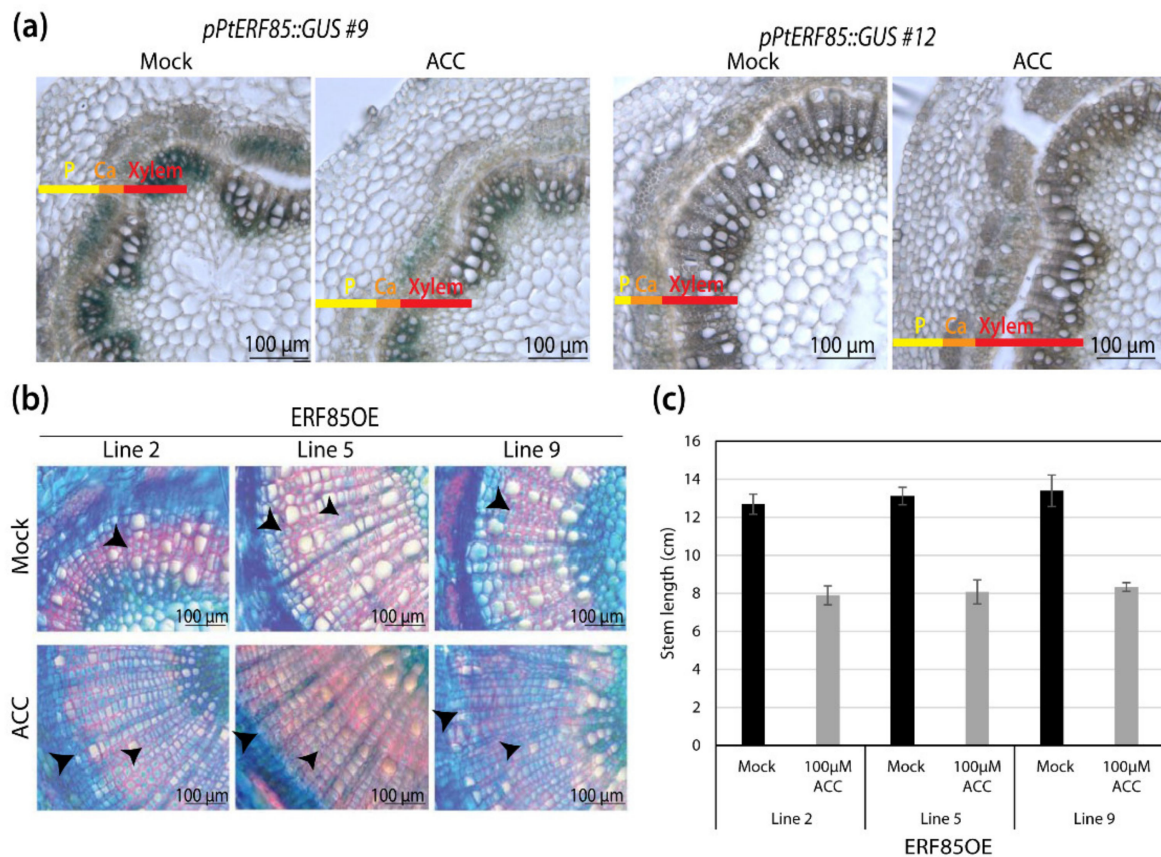 (a)
pPtERF85::GUS #9
pPtERF85::GUS #12
Mock
ACC
Mock
ACC
P Ca Xylem
100 µm
P Ca Xylem
100 µm
P Ca Xylem
100 µm
P Ca Xylem
100 µm
(b)
ERF85OE
Line 2
Line 5
Line 9
Mock
100 µm
100 µm
100 µm
ACC
100 µm
100 µm
100 µm
(c)
Stem length (cm)
16
14
12
10
8
6
4
2
0
Mock
100µM
ACC
Mock
100µM
ACC
Mock
100µM
ACC
Line 2
Line 5
Line 9
ERF85OE